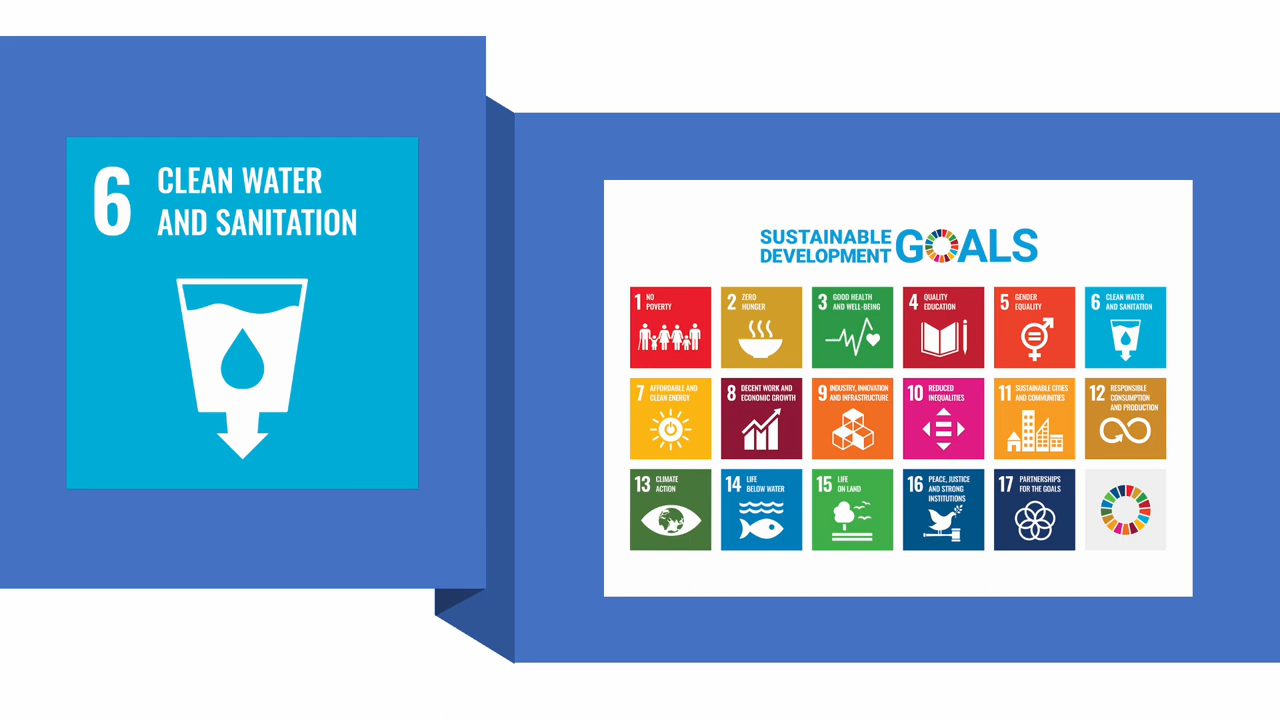 6 CLEAN WATER
AND SANITATION
SUSTAINABLE
DEVELOPMENT GOALS
1 NO
POVERTY
2 ZERO
HUNGER
3 GOOD HEALTH
AND WELL-BEING
4 QUALITY
EDUCATION
5 GENDER
EQUALITY
6 CLEAN WATER
AND SANITATION
7 AFFORDABLE AND
CLEAN ENERGY
8 DECENT WORK AND
ECONOMIC GROWTH
9 INDUSTRY, INNOVATION
AND INFRASTRUCTURE
10 REDUCED
INEQUALITIES
11 SUSTAINABLE CITIES
AND COMMUNITIES
12 RESPONSIBLE
CONSUMPTION
AND PRODUCTION
13 CLIMATE
ACTION
14 LIFE
BELOW WATER
15 LIFE
ON LAND
16 PEACE, JUSTICE
AND STRONG
INSTITUTIONS
17 PARTNERSHIPS
FOR THE GOALS